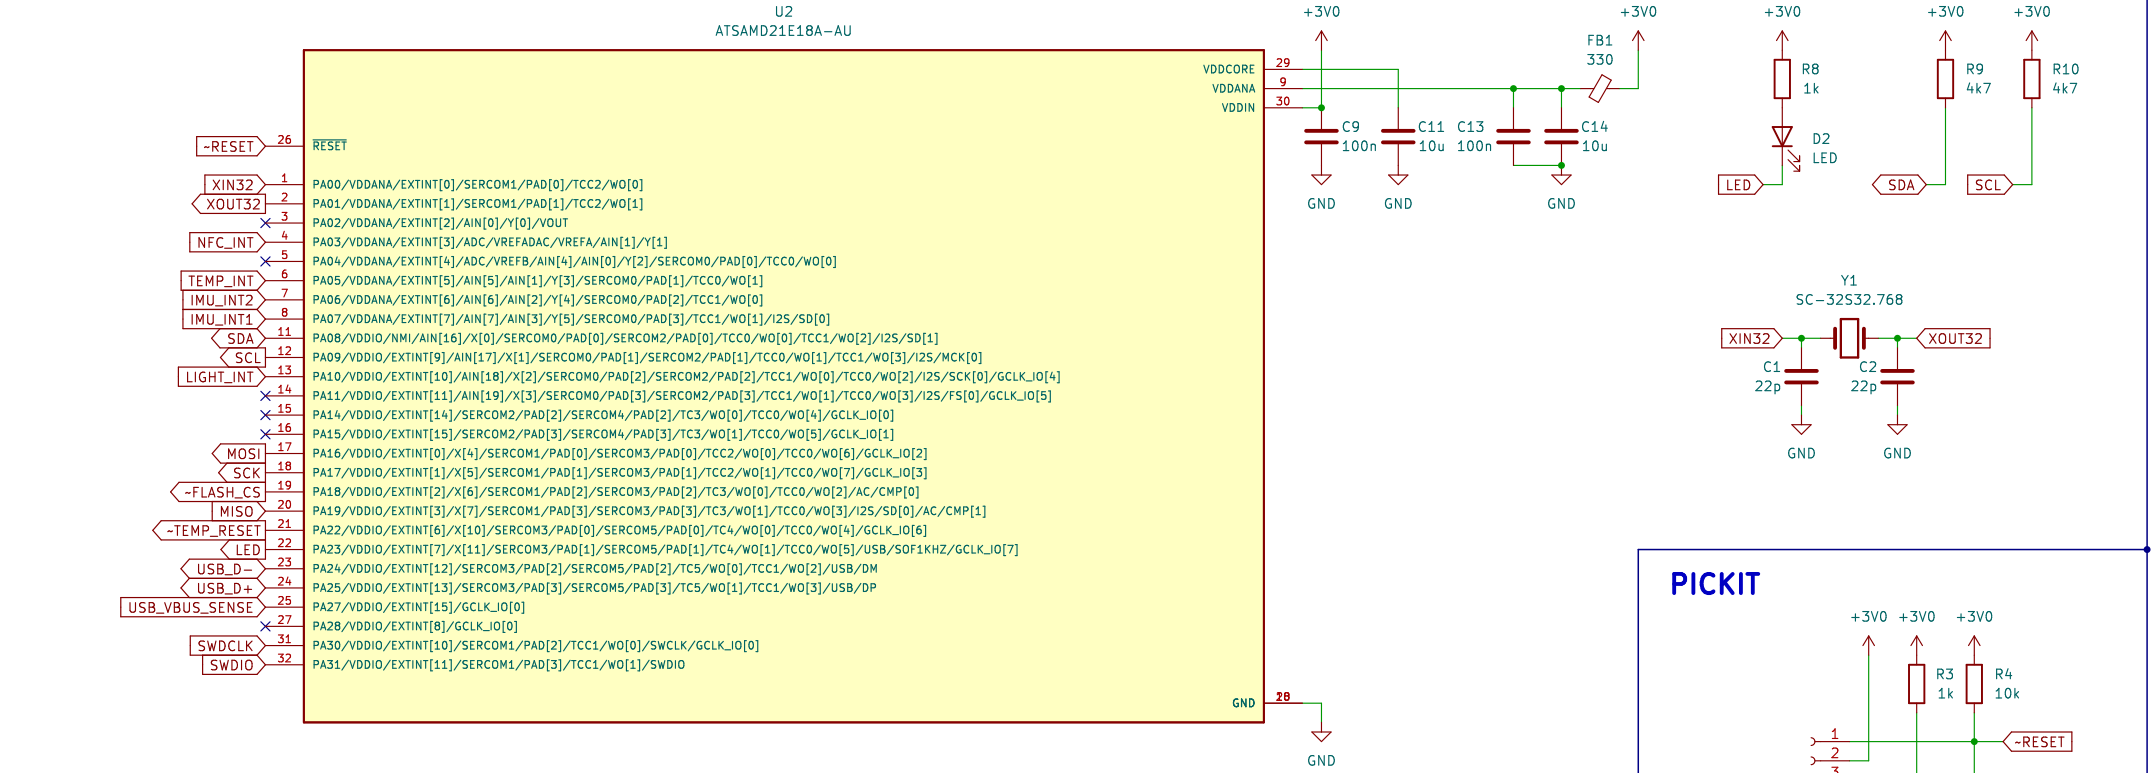 U2
ATSAMD21E18A-AU
~RESET
26
RESET
XIN32
1
PA00/VDDANA/EXTINT[0]/SERCOM1/PAD[0]/TCC2/WO[0]
XOUT32
2
PA01/VDDANA/EXTINT[1]/SERCOM1/PAD[1]/TCC2/WO[1]
3
PA02/VDDANA/EXTINT[2]/AIN[0]/Y[0]/VOUT
NFC_INT
4
PA03/VDDANA/EXTINT[3]/ADC/VREFADAC/VREFA/AIN[1]/Y[1]
5
PA04/VDDANA/EXTINT[4]/ADC/VREFB/AIN[4]/AIN[0]/Y[2]/SERCOM0/PAD[0]/TCC0/WO[0]
TEMP_INT
6
PA05/VDDANA/EXTINT[5]/AIN[5]/AIN[1]/Y[3]/SERCOM0/PAD[1]/TCC0/WO[1]
IMU_INT2
7
PA06/VDDANA/EXTINT[6]/AIN[6]/AIN[2]/Y[4]/SERCOM0/PAD[2]/TCC1/WO[0]
IMU_INT1
8
PA07/VDDANA/EXTINT[7]/AIN[7]/AIN[3]/Y[5]/SERCOM0/PAD[3]/TCC1/WO[1]/I2S/SD[0]
SDA
11
PA08/VDDIO/NMI/AIN[16]/X[0]/SERCOM0/PAD[0]/SERCOM2/PAD[0]/TCC0/WO[0]/TCC1/WO[2]/I2S/SD[1]
SCL
12
PA09/VDDIO/EXTINT[9]/AIN[17]/X[1]/SERCOM0/PAD[1]/SERCOM2/PAD[1]/TCC0/WO[1]/TCC1/WO[3]/I2S/MCK[0]
LIGHT_INT
13
PA10/VDDIO/EXTINT[10]/AIN[18]/X[2]/SERCOM0/PAD[2]/SERCOM2/PAD[2]/TCC1/WO[0]/TCC0/WO[2]/I2S/SCK[0]/GCLK_IO[4]
14
PA11/VDDIO/EXTINT[11]/AIN[19]/X[3]/SERCOM0/PAD[3]/SERCOM2/PAD[3]/TCC1/WO[1]/TCC0/WO[3]/I2S/FS[0]/GCLK_IO[5]
15
PA14/VDDIO/EXTINT[14]/SERCOM2/PAD[2]/SERCOM4/PAD[2]/TC3/WO[0]/TCC0/WO[4]/GCLK_IO[0]
16
PA15/VDDIO/EXTINT[15]/SERCOM2/PAD[3]/SERCOM4/PAD[3]/TC3/WO[1]/TCC0/WO[5]/GCLK_IO[1]
MOSI
17
PA16/VDDIO/EXTINT[0]/X[4]/SERCOM1/PAD[0]/SERCOM3/PAD[0]/TCC2/WO[0]/TCC0/WO[6]/GCLK_IO[2]
SCK
18
PA17/VDDIO/EXTINT[1]/X[5]/SERCOM1/PAD[1]/SERCOM3/PAD[1]/TCC2/WO[1]/TCC0/WO[7]/GCLK_IO[3]
~FLASH_CS
19
PA18/VDDIO/EXTINT[2]/X[6]/SERCOM1/PAD[2]/SERCOM3/PAD[2]/TC3/WO[0]/TCC0/WO[2]/AC/CMP[0]
MISO
20
PA19/VDDIO/EXTINT[3]/X[7]/SERCOM1/PAD[3]/SERCOM3/PAD[3]/TC3/WO[1]/TCC0/WO[3]/I2S/SD[0]/AC/CMP[1]
~TEMP_RESET
21
PA22/VDDIO/EXTINT[6]/X[10]/SERCOM3/PAD[0]/SERCOM5/PAD[0]/TC4/WO[0]/TCC0/WO[4]/GCLK_IO[6]
LED
22
PA23/VDDIO/EXTINT[7]/X[11]/SERCOM3/PAD[1]/SERCOM5/PAD[1]/TC4/WO[1]/TCC0/WO[5]/USB/SOF1KHZ/GCLK_IO[7]
USB_D-
23
PA24/VDDIO/EXTINT[12]/SERCOM3/PAD[2]/SERCOM5/PAD[2]/TC5/WO[0]/TCC1/WO[2]/USB/DM
USB_D+
24
PA25/VDDIO/EXTINT[13]/SERCOM3/PAD[3]/SERCOM5/PAD[3]/TC5/WO[1]/TCC1/WO[3]/USB/DP
USB_VBUS_SENSE
25
PA27/VDDIO/EXTINT[15]/GCLK_IO[0]
27
PA28/VDDIO/EXTINT[8]/GCLK_IO[0]
SWDCLK
31
PA30/VDDIO/EXTINT[10]/SERCOM1/PAD[2]/TCC1/WO[0]/SWCLK/GCLK_IO[0]
SWDIO
32
PA31/VDDIO/EXTINT[11]/SERCOM1/PAD[3]/TCC1/WO[1]/SWDIO
VDDCORE
29
VDDANA
9
VDDIN
30
GND
GND
+3V0
C9
100n
GND
C11
10u
GND
C13
100n
C14
10u
GND
FB1
330
+3V0
+3V0
R8
1k
D2
LED
LED
+3V0
R9
4k7
SDA
+3V0
R10
4k7
SCL
Y1
SC-32S32.768
XIN32
XOUT32
C1
22p
C2
22p
GND
GND
PICKIT
+3V0
+3V0
+3V0
R3
1k
R4
10k
1
~RESET
2
3